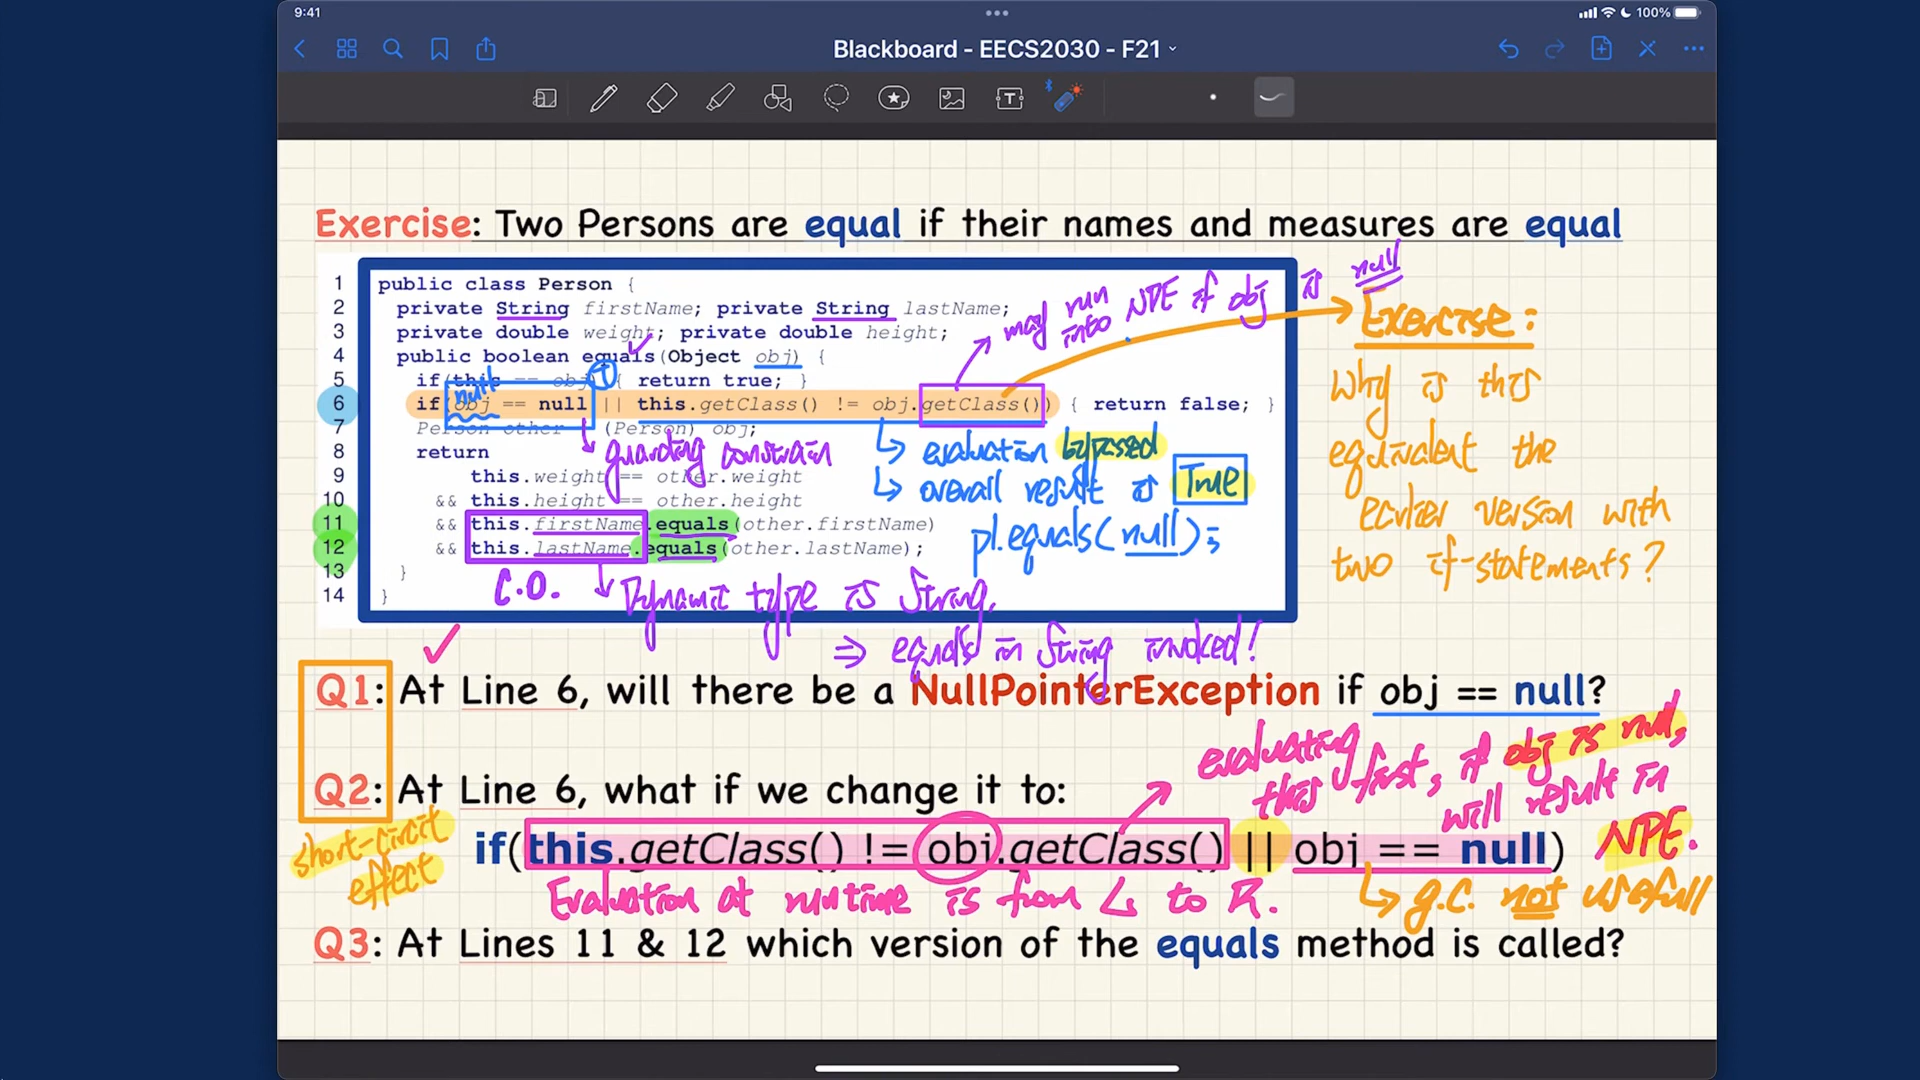 9:41
100%
Blackboard - EECS2030 - F21
Exercise: Two Persons are equal if their names and measures are equal
1 public class Person {
2 private String firstName; private String lastName;
3 private double weight; private double height;
4 public boolean equals(Object obj) {
5 if(this == obj) { return true; }
6 if(obj == null || this.getClass() != obj.getClass()) { return false; }
7 Person other (Person) obj;
8 return
9 this.weight == other.weight
10 && this.height == other.height
11 && this.firstName.equals(other.firstName)
12 && this.lastName.equals(other.lastName);
13 }
14 }
null
T
may run into NPE if obj is null
guarding constrain
evaluation bypassed
overall result is True
p1.equals(null);
C.O.
Dynamic type is String.
⇒ equals in String invoked!
Exercise:
Why is this
equivalent the
earlier version with
two if-statements?
Q1: At Line 6, will there be a NullPointerException if obj == null?
Q2: At Line 6, what if we change it to:
evaluating this first, if obj is null,
will result in
NPE.
short-circit
effect
if(this.getClass() != obj.getClass() || obj == null)
Evaluation at runtime is from L to R.
g.C. not usefull
Q3: At Lines 11 & 12 which version of the equals method is called?